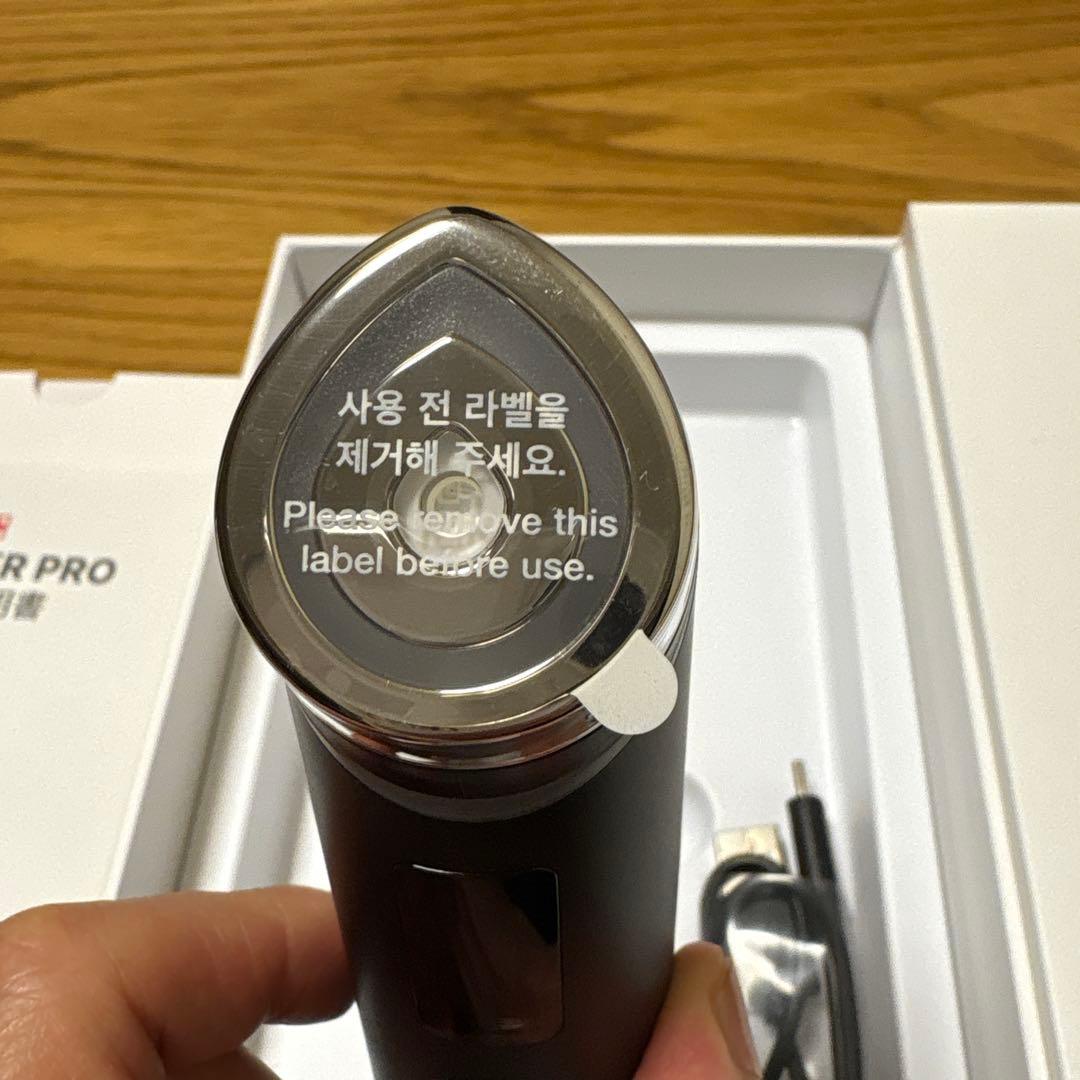 사용 전 라벨을
제거해 주세요.
Please remove this
label before use.
R PRO